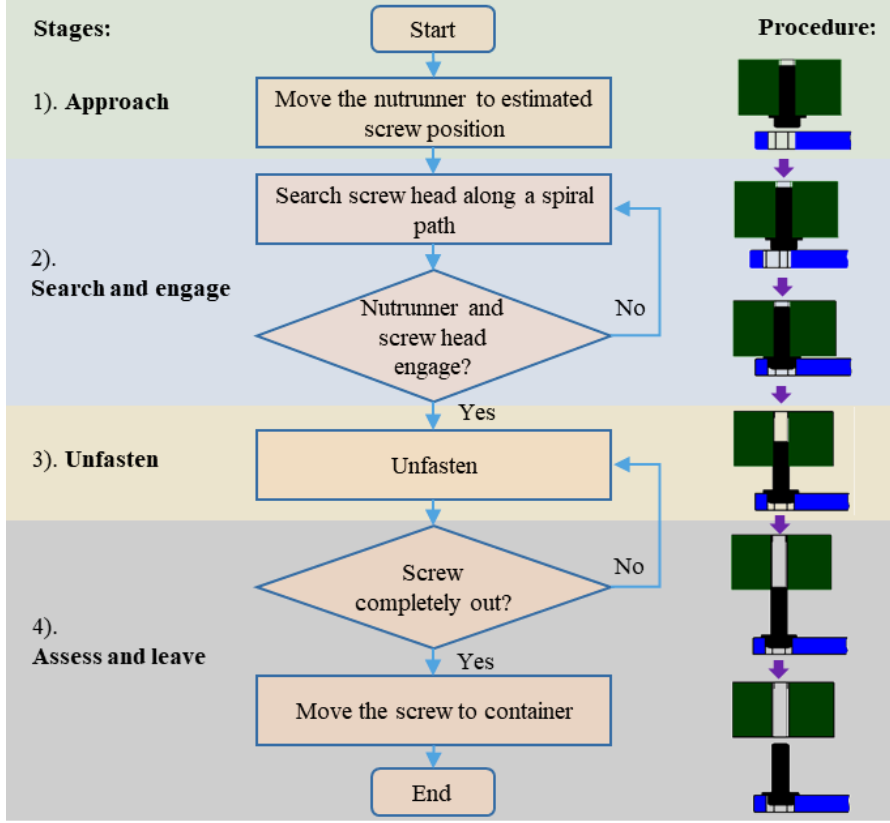 Stages:
Start
Procedure:
1). Approach
Move the nutrunner to estimated
screw position
Search screw head along a spiral
path
2).
Search and engage
Nutrunner and
screw head
engage?
No
Yes
3). Unfasten
Unfasten
Screw
completely out?
No
4).
Assess and leave
Yes
Move the screw to container
End